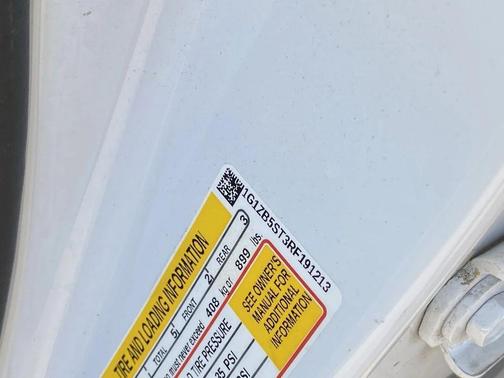 1G1ZB5ST3RF191213
TIRE AND LOADING INFORMATION
TOTAL 5 FRONT 2 REAR 3
must never exceed 408 kg or 899 lbs.
TIRE PRESSURE
PSI
PSI
SEE OWNER'S
MANUAL FOR
ADDITIONAL
INFORMATION